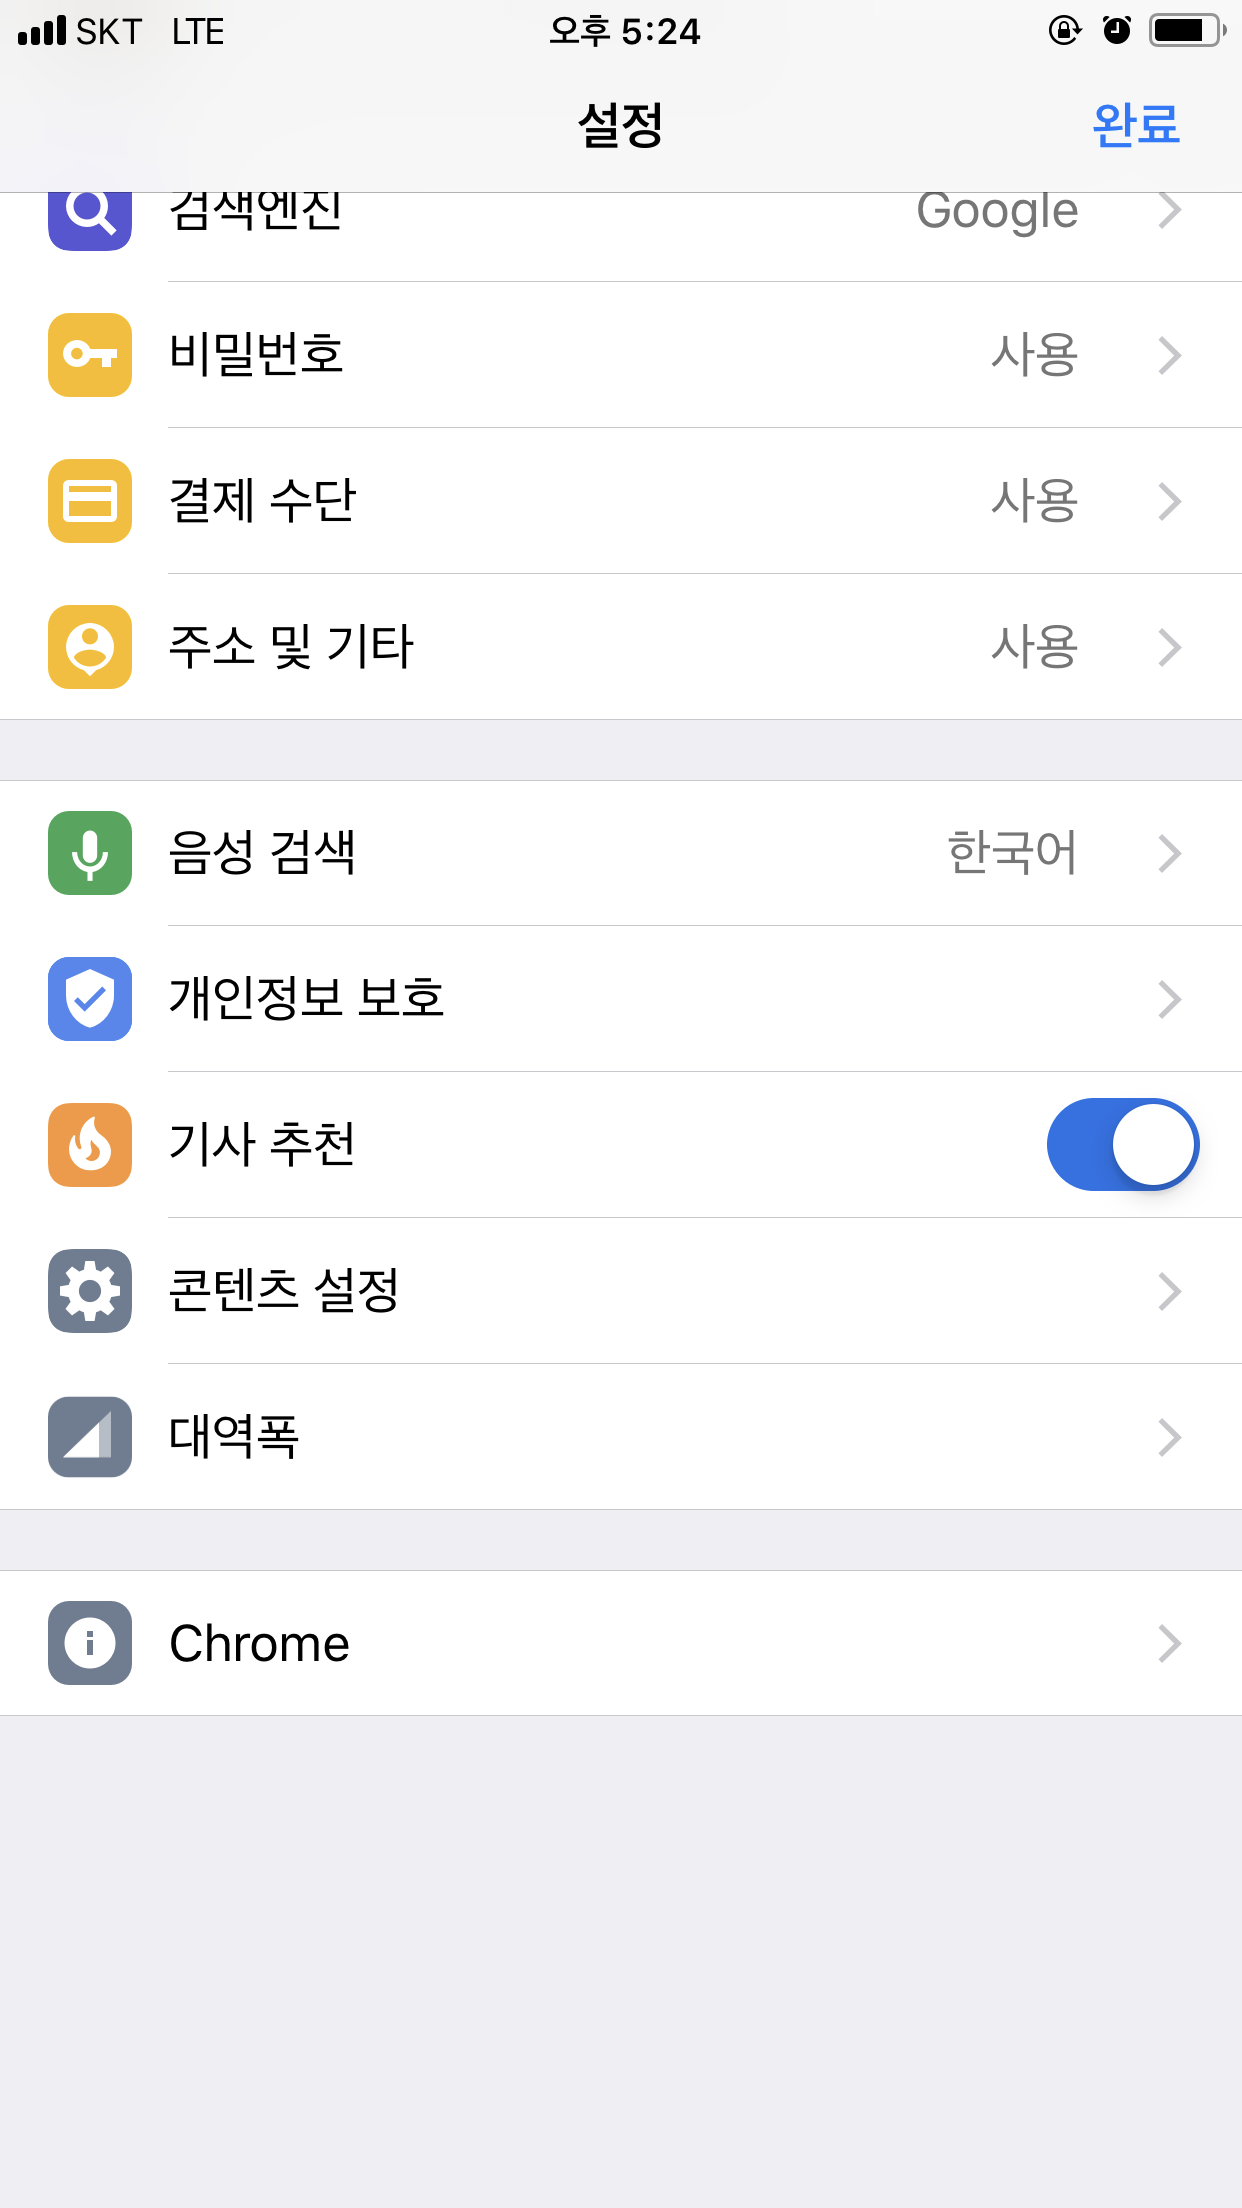 SKT LTE 오후 5:24
설정 완료
검색엔진 Google
비밀번호 사용
결제 수단 사용
주소 및 기타 사용
음성 검색 한국어
개인정보 보호
기사 추천
콘텐츠 설정
대역폭
Chrome